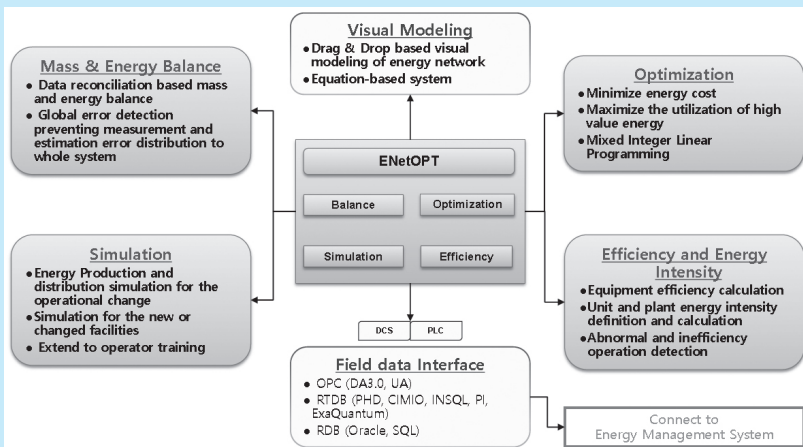 Visual Modeling
● Drag & Drop based visual
modeling of energy network
● Equation-based system
Mass & Energy Balance
● Data reconciliation based mass
and energy balance
● Global error detection
preventing measurement and
estimation error distribution to
whole system
Optimization
● Minimize energy cost
● Maximize the utilization of high
value energy
● Mixed Integer Linear
Programming
ENetOPT
Balance
Optimization
Simulation
Efficiency
Simulation
● Energy Production and
distribution simulation for the
operational change
● Simulation for the new or
changed facilities
● Extend to operator training
Efficiency and Energy
Intensity
● Equipment efficiency calculation
● Unit and plant energy intensity
definition and calculation
● Abnormal and inefficiency
operation detection
DCS
PLC
Field data Interface
● OPC (DA3.0, UA)
● RTDB (PHD, CIMIO, INSQL, PI,
ExaQuantum)
● RDB (Oracle, SQL)
Connect to
Energy Management System